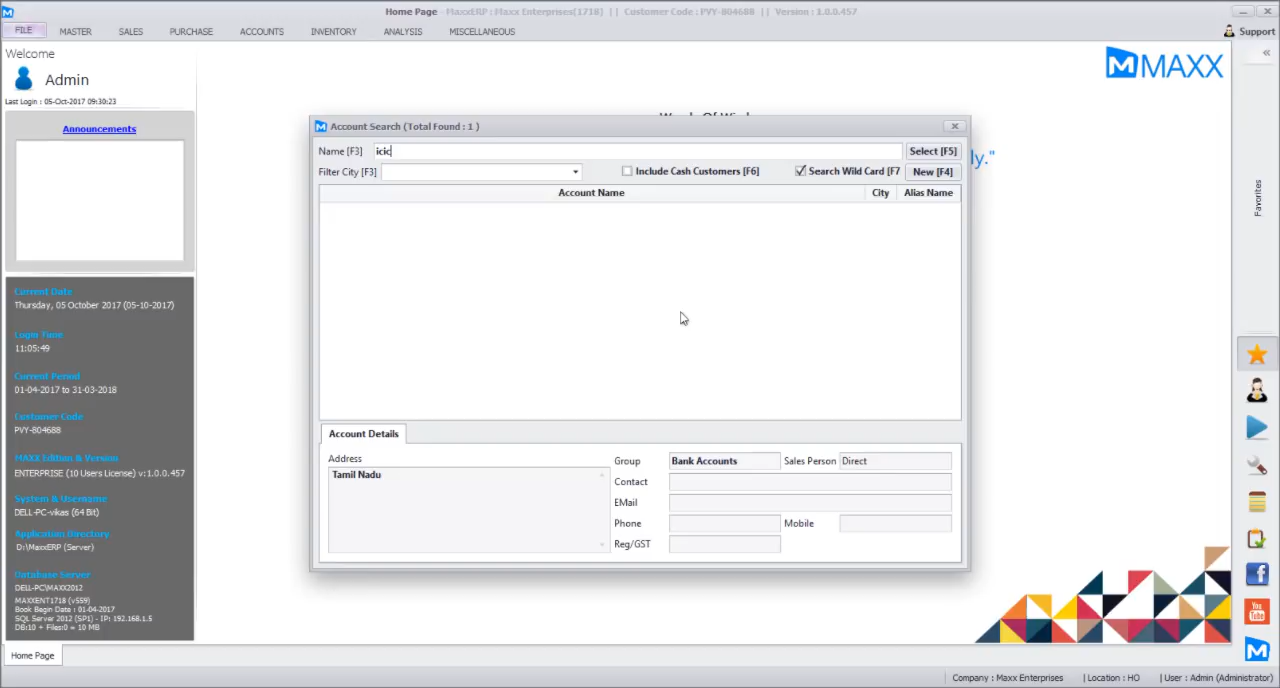 Home Page - MaxxERP : Maxx Enterprises(1718) || Customer Code : PVY-804688 || Version : 1.0.0.457
FILE MASTER SALES PURCHASE ACCOUNTS INVENTORY ANALYSIS MISCELLANEOUS Support
Welcome
Admin
Last Login : 05-Oct-2017 09:30:23
Announcements
MAXX
ly."
Account Search (Total Found : 1 )
Name [F3] icic Select [F5]
Filter City [F3] Include Cash Customers [F6] Search Wild Card [F7 New [F4]
Account Name City Alias Name
Account Details
Address
Tamil Nadu
Group Bank Accounts Sales Person Direct
Contact
EMail
Phone Mobile
Reg/GST
Current Date
Thursday, 05 October 2017 (05-10-2017)
Login Time
11:05:49
Current Period
01-04-2017 to 31-03-2018
Customer Code
PVY-804688
MAXX Edition & Version
ENTERPRISE (10 Users License) v:1.0.0.457
System & Username
DELL-PC-vikas (64 Bit)
Application Directory
D:\MaxxERP (Server)
Database Server
DELL-PC\MAXX2012
MAXXENT1718 (v559)
Book Begin Date : 01-04-2017
SQL Server 2012 (SP1) - IP: 192.168.1.5
DB:10 + Files:0 = 10 MB
Favorites
You
Tube
Home Page
Company : Maxx Enterprises | Location : HO | User : Admin (Administrator)